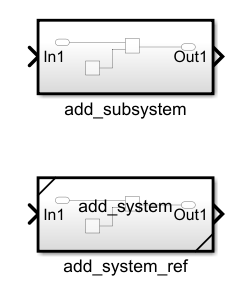 In1 Out1
add_subsystem
add_system
In1 Out1
add_system_ref